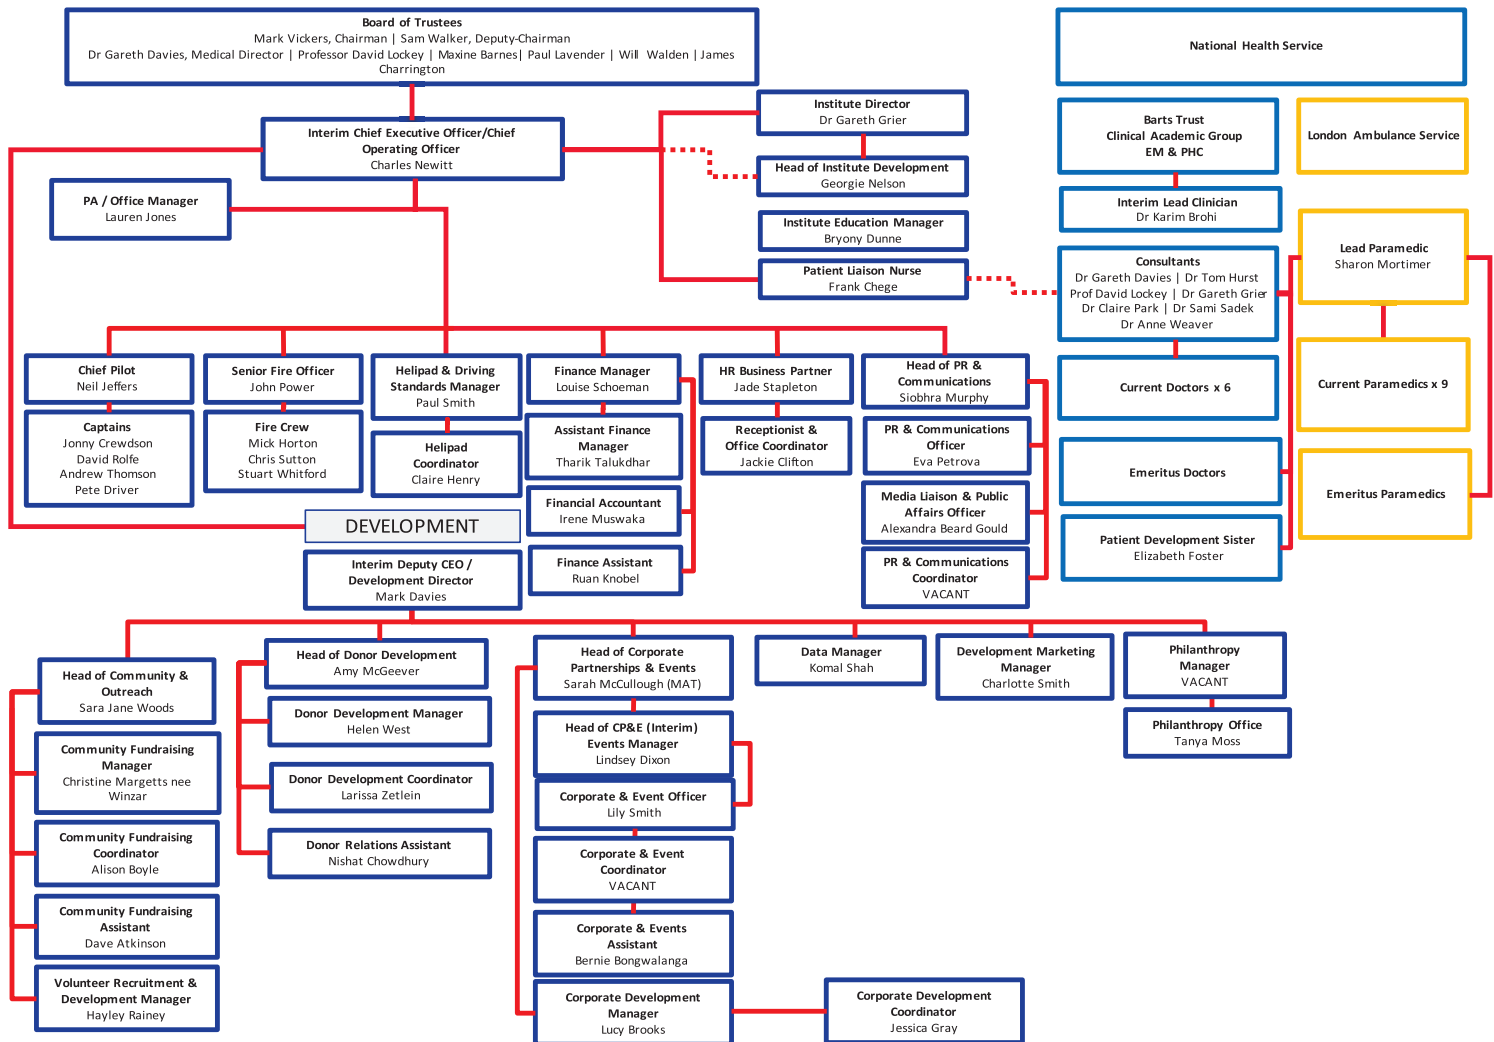 Board of Trustees
Mark Vickers, Chairman | Sam Walker, Deputy-Chairman
Dr Gareth Davies, Medical Director | Professor David Lockey | Maxine Barnes| Paul Lavender | Will Walden | James
Charrington
National Health Service
Interim Chief Executive Officer/Chief
Operating Officer
Charles Newitt
PA / Office Manager
Lauren Jones
Institute Director
Dr Gareth Grier
Head of Institute Development
Georgie Nelson
Institute Education Manager
Bryony Dunne
Patient Liaison Nurse
Frank Chege
Barts Trust
Clinical Academic Group
EM & PHC
London Ambulance Service
Interim Lead Clinician
Dr Karim Brohi
Consultants
Dr Gareth Davies | Dr Tom Hurst
Prof David Lockey | Dr Gareth Grier
Dr Claire Park | Dr Sami Sadek
Dr Anne Weaver
Lead Paramedic
Sharon Mortimer
Current Doctors x 6
Current Paramedics x 9
Emeritus Doctors
Emeritus Paramedics
Patient Development Sister
Elizabeth Foster
Chief Pilot
Neil Jeffers
Captains
Jonny Crewdson
David Rolfe
Andrew Thomson
Pete Driver
Senior Fire Officer
John Power
Fire Crew
Mick Horton
Chris Sutton
Stuart Whitford
Helipad & Driving
Standards Manager
Paul Smith
Helipad
Coordinator
Claire Henry
Finance Manager
Louise Schoeman
Assistant Finance
Manager
Tharik Talukdhar
Financial Accountant
Irene Muswaka
Finance Assistant
Ruan Knobel
HR Business Partner
Jade Stapleton
Receptionist &
Office Coordinator
Jackie Clifton
Head of PR &
Communications
Siobhra Murphy
PR & Communications
Officer
Eva Petrova
Media Liaison & Public
Affairs Officer
Alexandra Beard Gould
PR & Communications
Coordinator
VACANT
DEVELOPMENT
Interim Deputy CEO /
Development Director
Mark Davies
Head of Community &
Outreach
Sara Jane Woods
Community Fundraising
Manager
Christine Margetts nee
Winzar
Community Fundraising
Coordinator
Alison Boyle
Community Fundraising
Assistant
Dave Atkinson
Volunteer Recruitment &
Development Manager
Hayley Rainey
Head of Donor Development
Amy McGeever
Donor Development Manager
Helen West
Donor Development Coordinator
Larissa Zetlein
Donor Relations Assistant
Nishat Chowdhury
Head of Corporate
Partnerships & Events
Sarah McCullough (MAT)
Head of CP&E (Interim)
Events Manager
Lindsey Dixon
Corporate & Event Officer
Lily Smith
Corporate & Event
Coordinator
VACANT
Corporate & Events
Assistant
Bernie Bongwalanga
Corporate Development
Manager
Lucy Brooks
Corporate Development
Coordinator
Jessica Gray
Data Manager
Komal Shah
Development Marketing
Manager
Charlotte Smith
Philanthropy
Manager
VACANT
Philanthropy Office
Tanya Moss